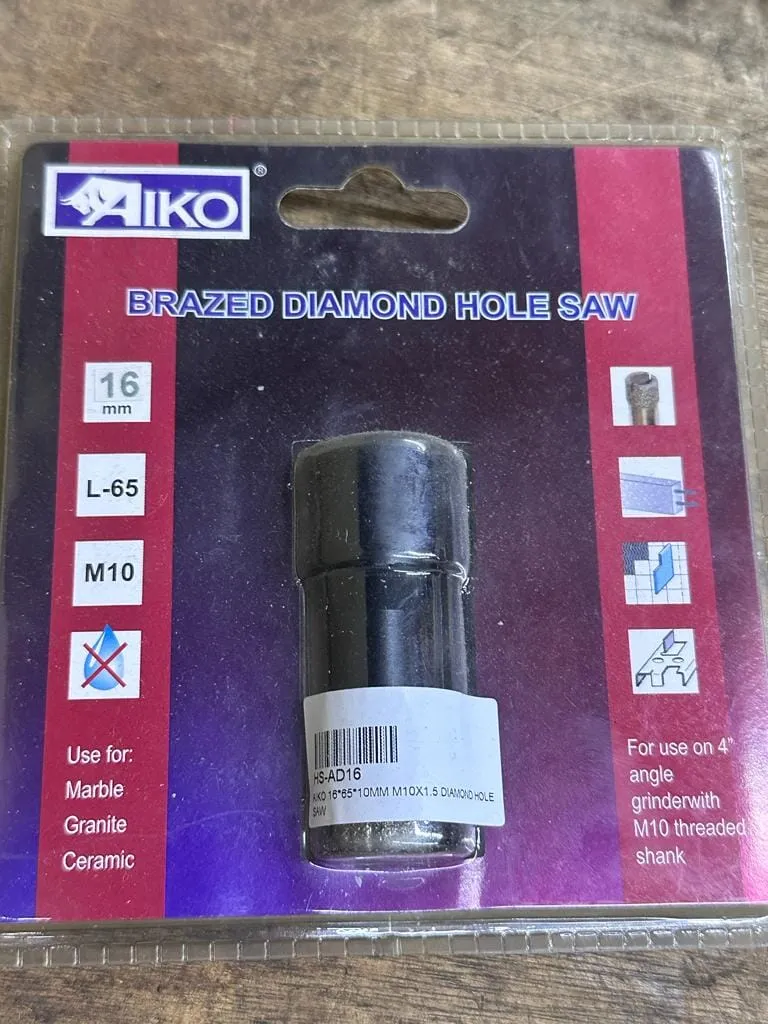 AIKO ®
BRAZED DIAMOND HOLE SAW
16
mm
L-65
M10
Use for:
Marble
Granite
Ceramic
HS-AD16
AIKO 16*65*10MM M10X1.5 DIAMOND HOLE
SAW
For use on 4"
angle
grinderwith
M10 threaded
shank